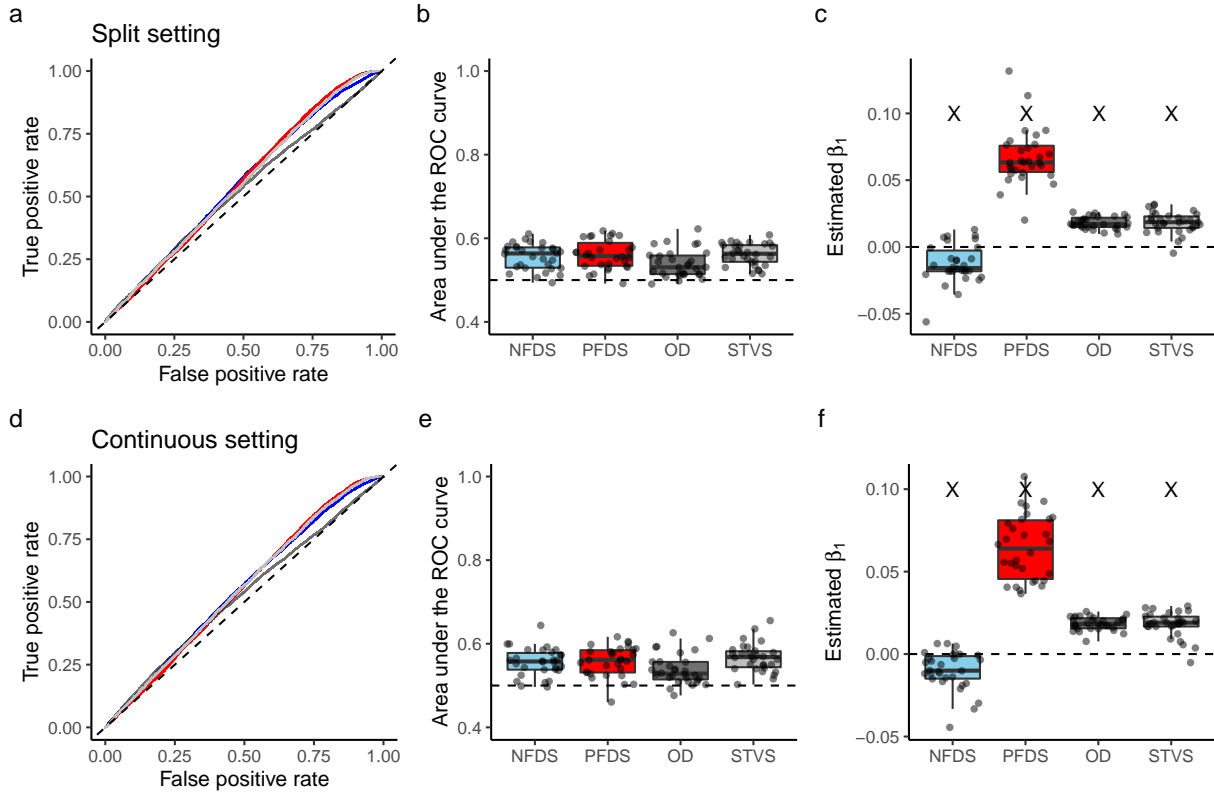 a
Split setting
1.00
0.75
0.50
0.25
0.00
0.00 0.25 0.50 0.75 1.00
True positive rate
False positive rate
b
1.0
0.8
0.6
0.4
NFDS PFDS OD STVS
Area under the ROC curve
c
X X X X
0.10
0.05
0.00
−0.05
NFDS PFDS OD STVS
Estimated β₁
d
Continuous setting
1.00
0.75
0.50
0.25
0.00
0.00 0.25 0.50 0.75 1.00
True positive rate
False positive rate
e
1.0
0.8
0.6
0.4
NFDS PFDS OD STVS
Area under the ROC curve
f
X X X X
0.10
0.05
0.00
−0.05
NFDS PFDS OD STVS
Estimated β₁